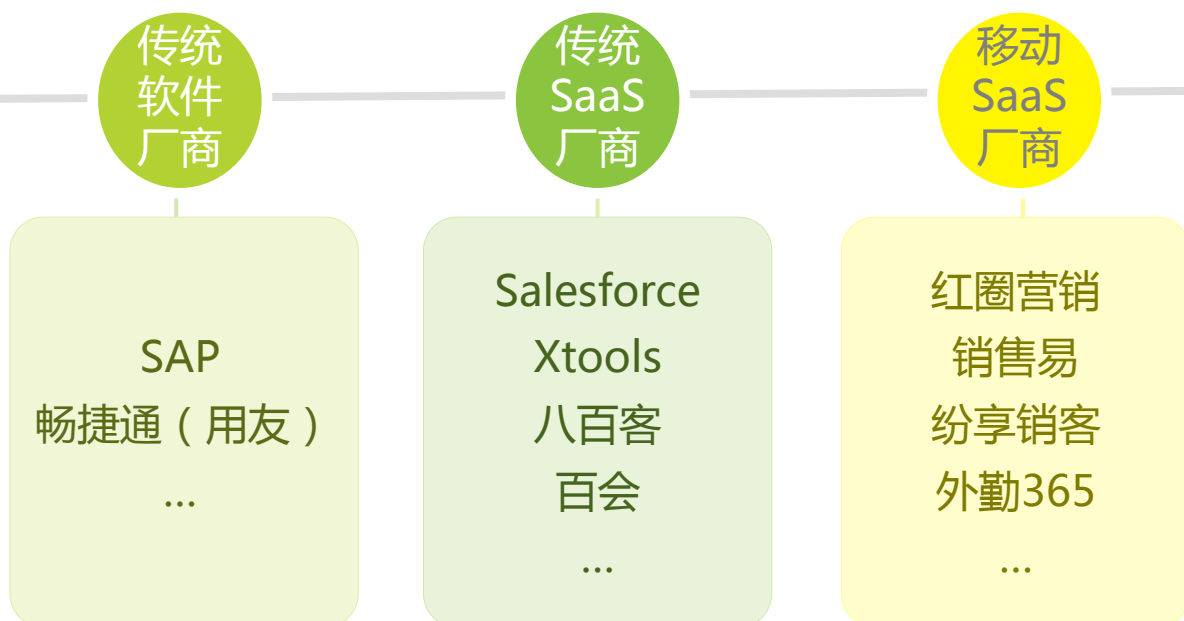 传统
软件
厂商
传统
SaaS
厂商
移动
SaaS
厂商
SAP
畅捷通（用友）
...
Salesforce
Xtools
八百客
百会
...
红圈营销
销售易
纷享销客
外勤365
...